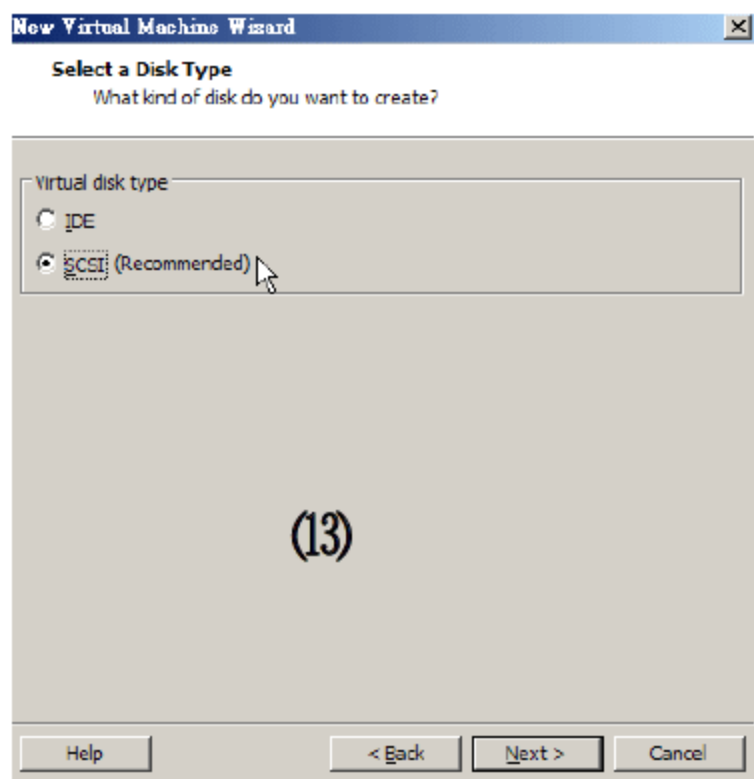 New Virtual Machine Wizard
Select a Disk Type
What kind of disk do you want to create?
Virtual disk type
IDE
SCSI (Recommended)
(13)
Help
< Back
Next >
Cancel